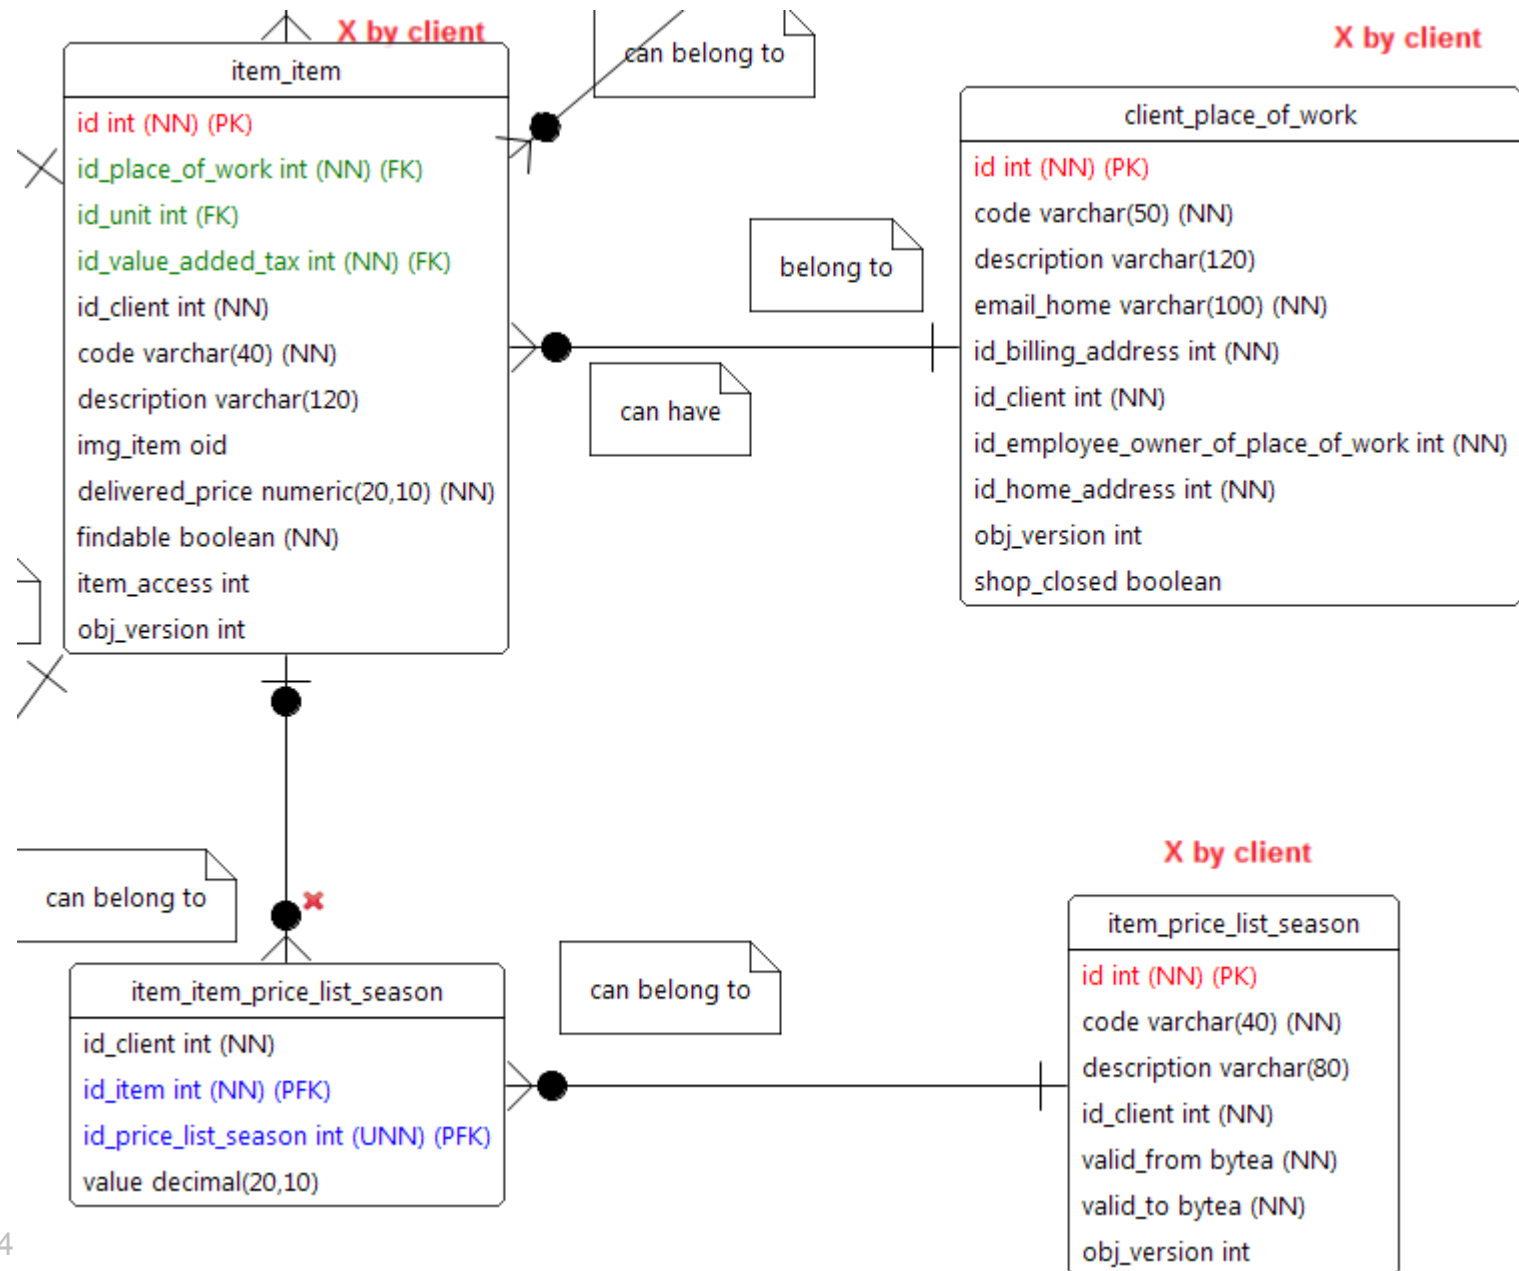 X by client
can belong to
X by client
item_item
id int (NN) (PK)
id_place_of_work int (NN) (FK)
id_unit int (FK)
id_value_added_tax int (NN) (FK)
id_client int (NN)
code varchar(40) (NN)
description varchar(120)
img_item oid
delivered_price numeric(20,10) (NN)
findable boolean (NN)
item_access int
obj_version int
client_place_of_work
id int (NN) (PK)
code varchar(50) (NN)
description varchar(120)
email_home varchar(100) (NN)
id_billing_address int (NN)
id_client int (NN)
id_employee_owner_of_place_of_work int (NN)
id_home_address int (NN)
obj_version int
shop_closed boolean
belong to
can have
can belong to
X by client
item_item_price_list_season
id_client int (NN)
id_item int (NN) (PFK)
id_price_list_season int (UNN) (PFK)
value decimal(20,10)
can belong to
item_price_list_season
id int (NN) (PK)
code varchar(40) (NN)
description varchar(80)
id_client int (NN)
valid_from bytea (NN)
valid_to bytea (NN)
obj_version int
4